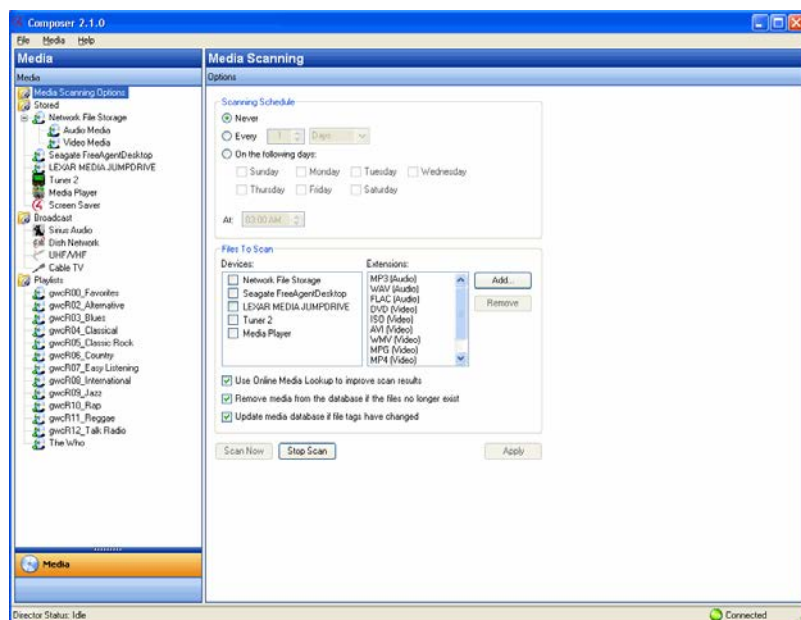 Composer 2.1.0
File Media Help
Media
Media
Media Scanning Options
Stored
Network File Storage
Audio Media
Video Media
Seagate FreeAgentDesktop
LEXAR MEDIA JUMPDRIVE
Tuner 2
Media Player
Screen Saver
Broadcast
Sirius Audio
Dish Network
UHF/VHF
Cable TV
Playlists
gwcR00_Favorites
gwcR02_Alternative
gwcR03_Blues
gwcR04_Classical
gwcR05_Classic Rock
gwcR06_Country
gwcR07_Easy Listening
gwcR08_International
gwcR09_Jazz
gwcR10_Rap
gwcR11_Reggae
gwcR12_Talk Radio
The Who
Media
Media Scanning
Options
Scanning Schedule
Never
Every 1 Days
On the following days:
Sunday Monday Tuesday Wednesday
Thursday Friday Saturday
At: 03:00 AM
Files To Scan
Devices: Extensions:
Network File Storage
Seagate FreeAgentDesktop
LEXAR MEDIA JUMPDRIVE
Tuner 2
Media Player
MP3 (Audio)
WAV (Audio)
FLAC (Audio)
DVD (Video)
ISO (Video)
AVI (Video)
WMV (Video)
MPG (Video)
MP4 (Video)
Add...
Remove
Use Online Media Lookup to improve scan results
Remove media from the database if the files no longer exist
Update media database if file tags have changed
Scan Now Stop Scan Apply
Director Status: Idle Connected